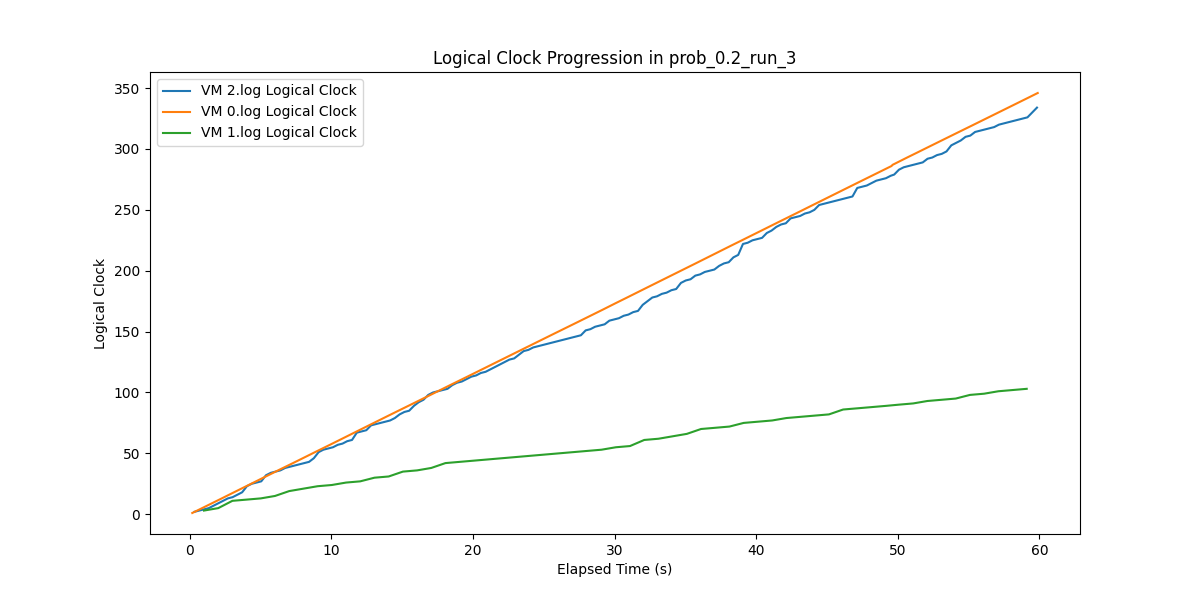 Logical Clock Progression in prob_0.2_run_3
VM 2.log Logical Clock
VM 0.log Logical Clock
VM 1.log Logical Clock
Logical Clock
350
300
250
200
150
100
50
0
0 10 20 30 40 50 60
Elapsed Time (s)